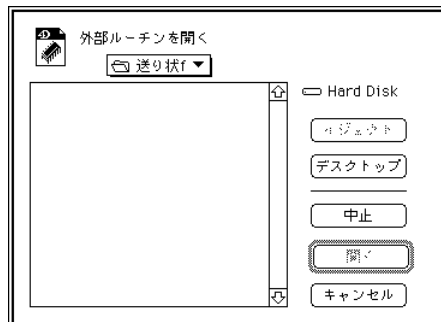 4D
外部ルーチンを開く
送り状f ▼
Hard Disk
イジェクト
デスクトップ
中止
開く
キャンセル